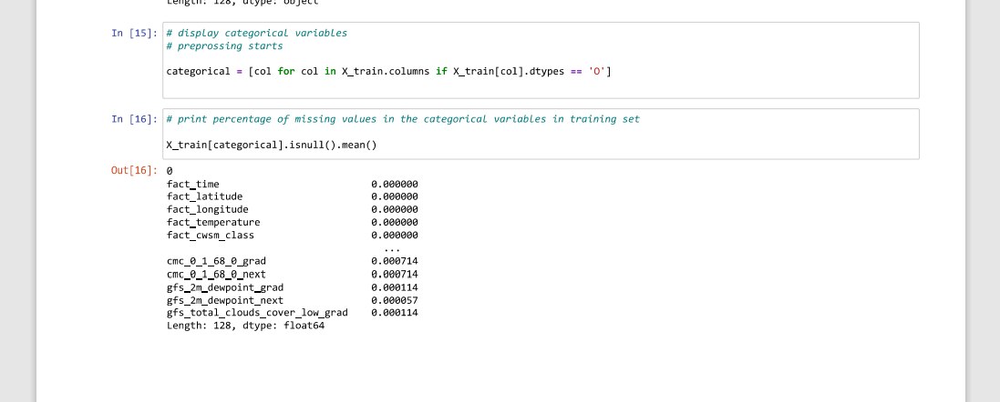 Length: 128, dtype: object
In [15]: # display categorical variables
# preprossing starts
categorical = [col for col in X_train.columns if X_train[col].dtypes == 'O']
In [16]: # print percentage of missing values in the categorical variables in training set
X_train[categorical].isnull().mean()
Out[16]: 0
fact_time 0.000000
fact_latitude 0.000000
fact_longitude 0.000000
fact_temperature 0.000000
fact_cwsm_class 0.000000
...
cmc_0_1_68_0_grad 0.000714
cmc_0_1_68_0_next 0.000714
gfs_2m_dewpoint_grad 0.000114
gfs_2m_dewpoint_next 0.000057
gfs_total_clouds_cover_low_grad 0.000114
Length: 128, dtype: float64